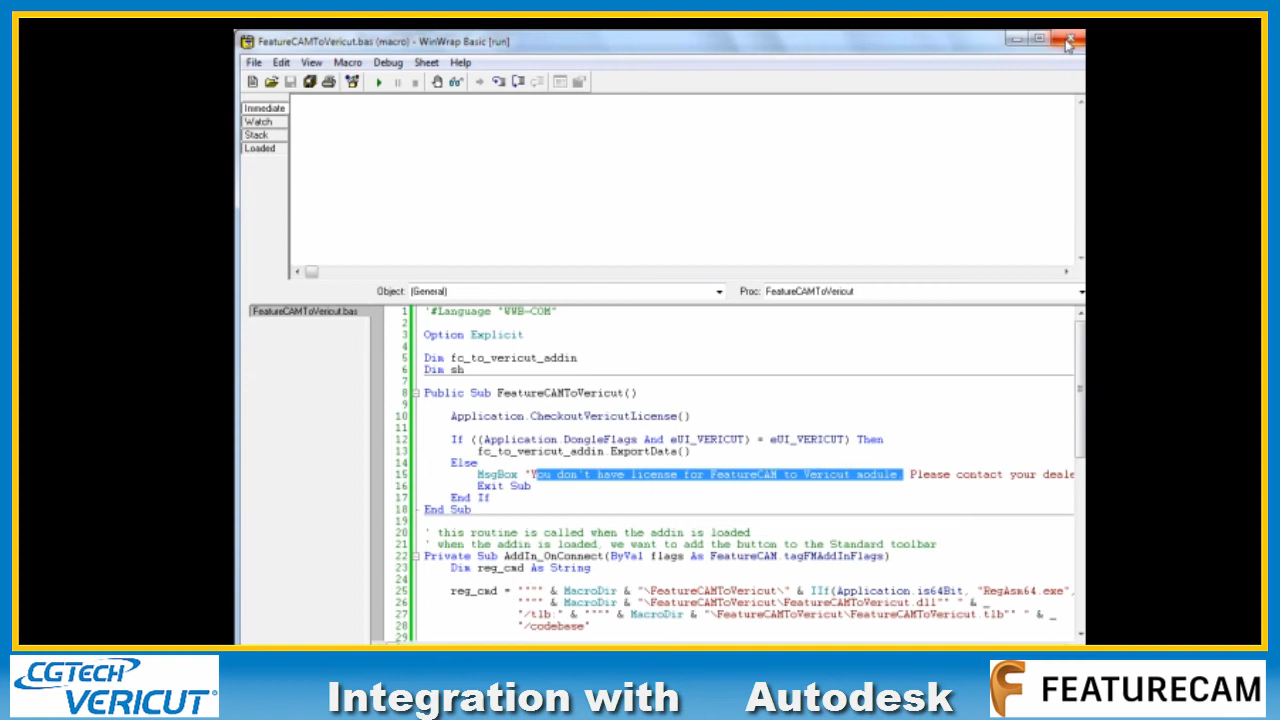 FeatureCAMToVericut.bas (macro) - WinWrap Basic [run]
File Edit View Macro Debug Sheet Help
Immediate
Watch
Stack
Loaded
Object: (General) Proc: FeatureCAMToVericut
FeatureCAMToVericut.bas
1 '#Language "WWB-COM"
2
3 Option Explicit
4
5 Dim fc_to_vericut_addin
6 Dim sh
7
8 Public Sub FeatureCAMToVericut()
9
10 Application.CheckoutVericutLicense()
11
12 If ((Application.DongleFlags And eUI_VERICUT) = eUI_VERICUT) Then
13 fc_to_vericut_addin.ExportData()
14 Else
15 MsgBox "You don't have license for FeatureCAM to Vericut module. Please contact your deale
16 Exit Sub
17 End If
18 End Sub
19
20 ' this routine is called when the addin is loaded
21 ' when the addin is loaded, we want to add the button to the Standard toolbar
22 Private Sub AddIn_OnConnect(ByVal flags As FeatureCAM.tagFMAddInFlags)
23 Dim reg_cmd As String
24
25 reg_cmd = """" & MacroDir & "\FeatureCAMToVericut\" & IIf(Application.is64Bit, "RegAsm64.exe",
26 """" & MacroDir & "\FeatureCAMToVericut\FeatureCAMToVericut.dll"" " & _
27 "/tlb:" & """" & MacroDir & "\FeatureCAMToVericut\FeatureCAMToVericut.tlb"" " & _
28 "/codebase"
29
CGTECH
VERICUT
Integration with Autodesk
FEATURECAM